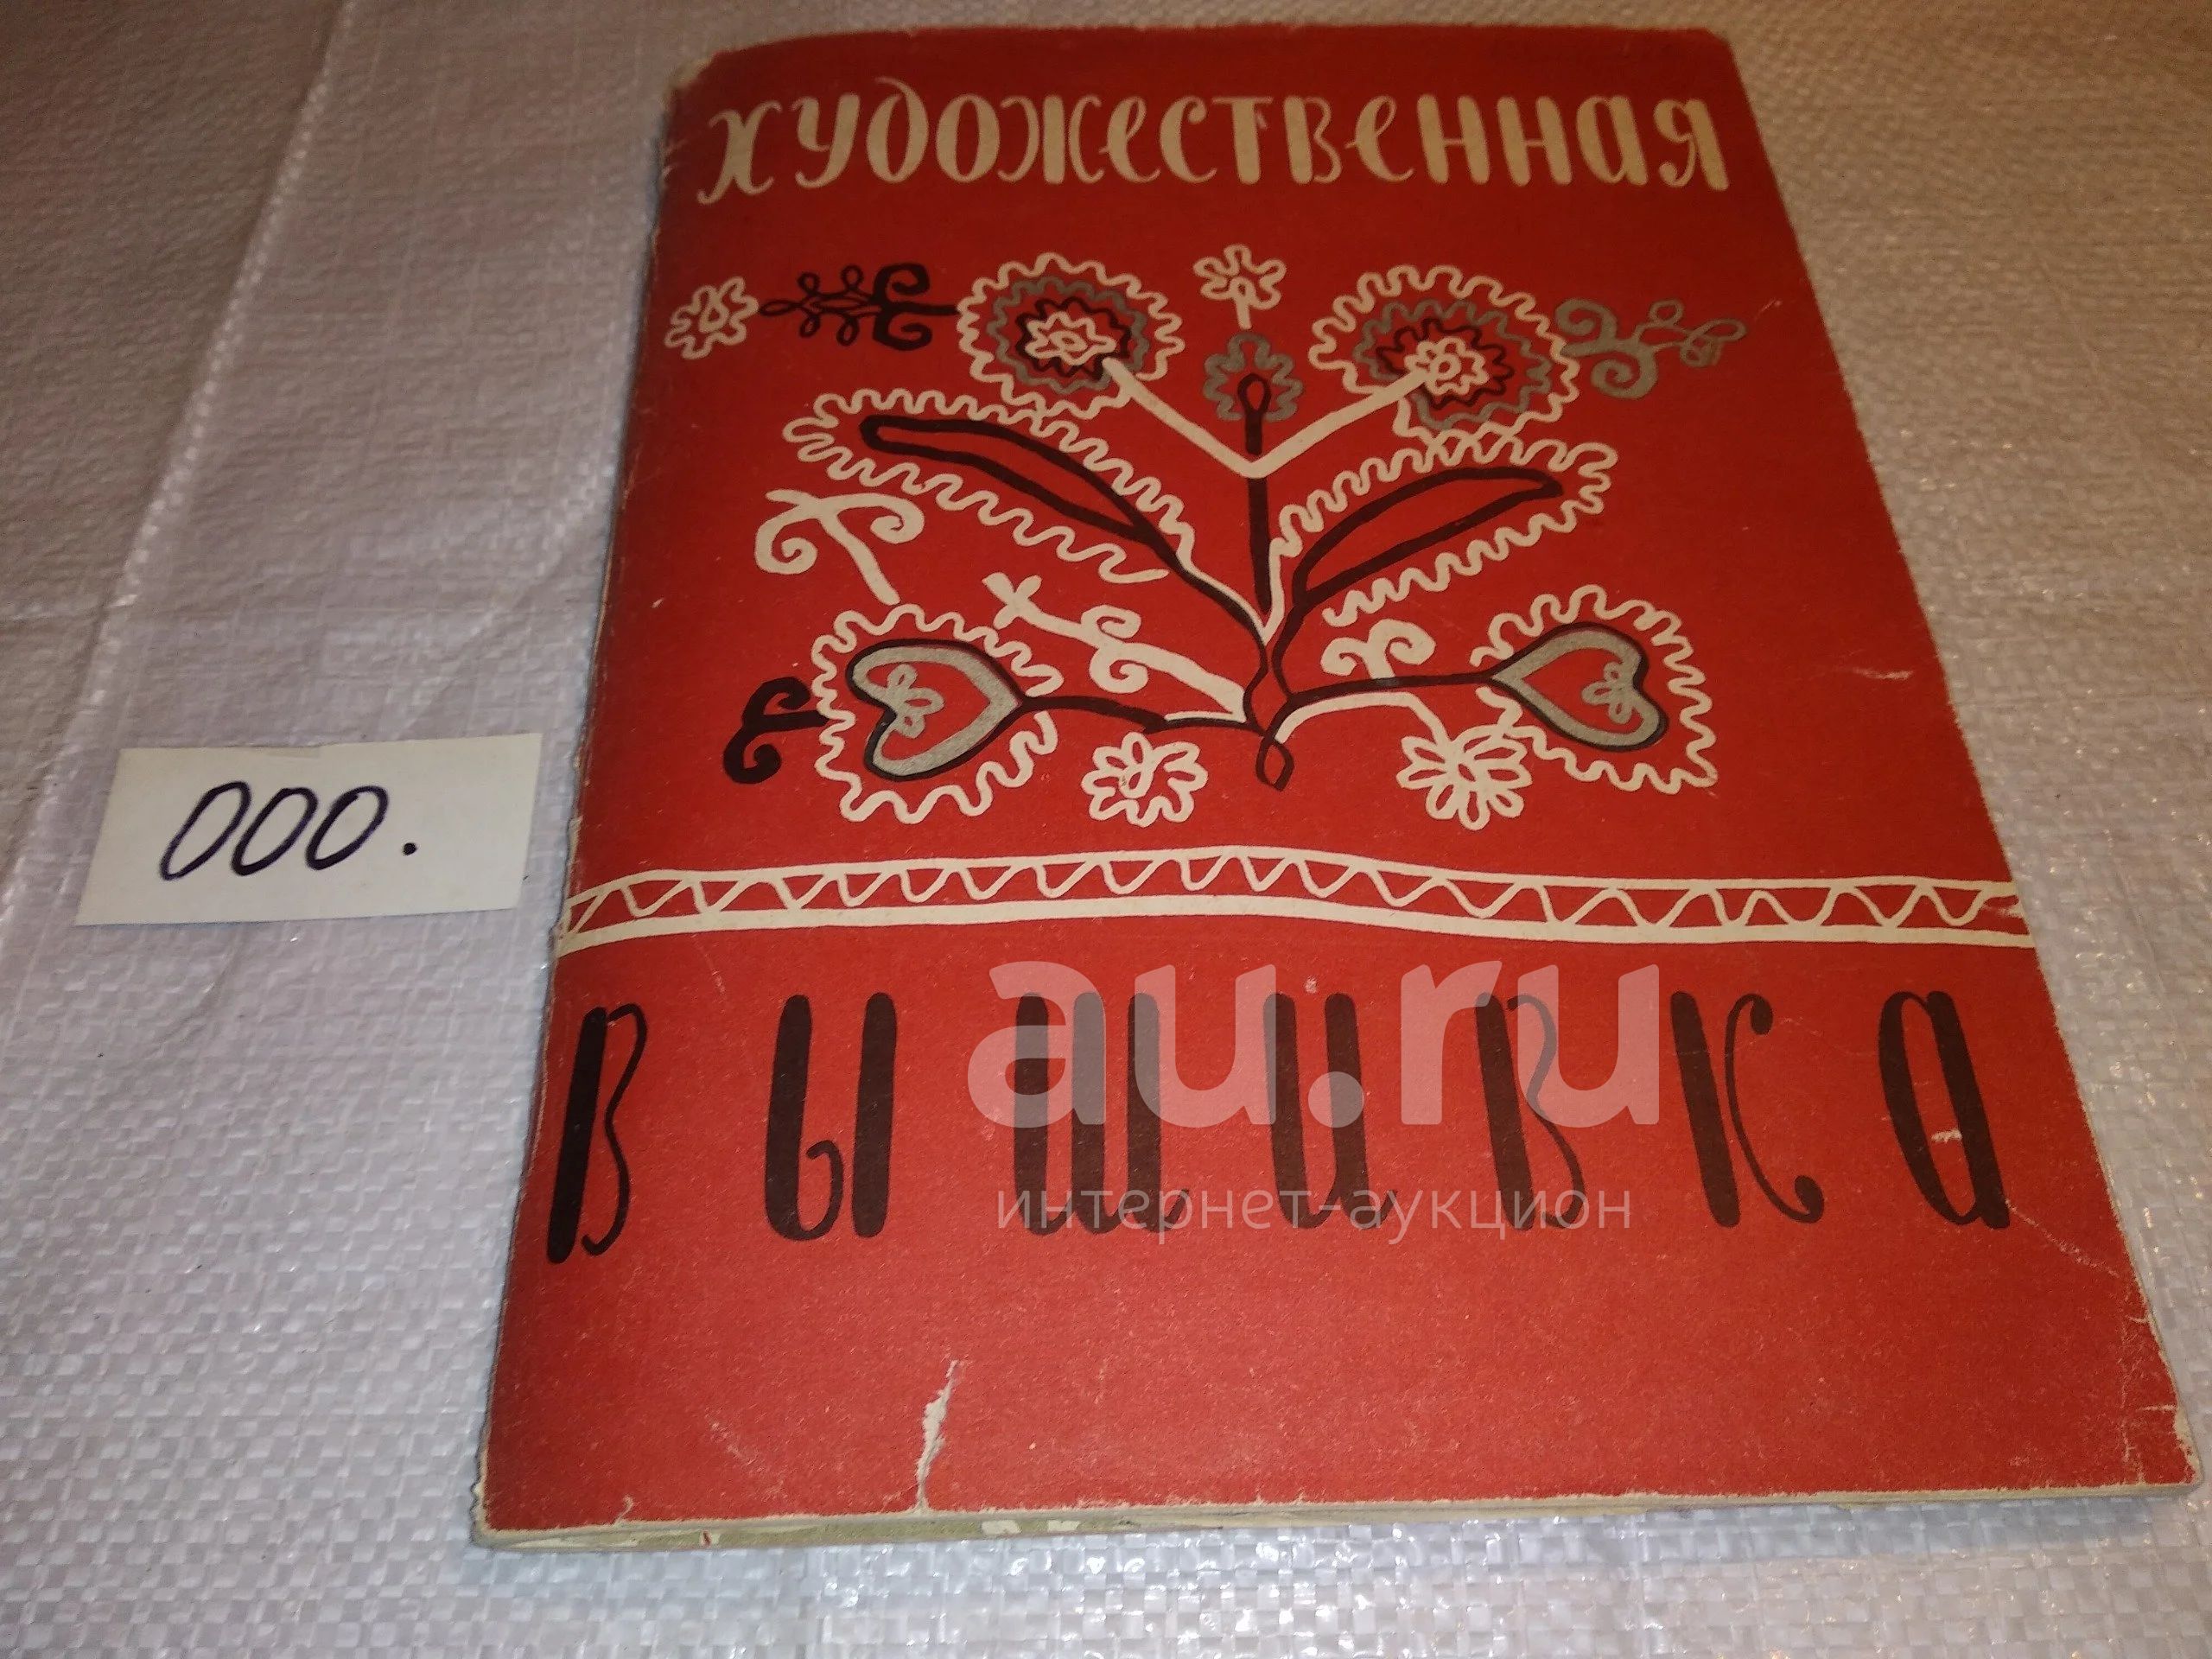 художественная
000.
вышивка
au.ru
интернет-аукцион